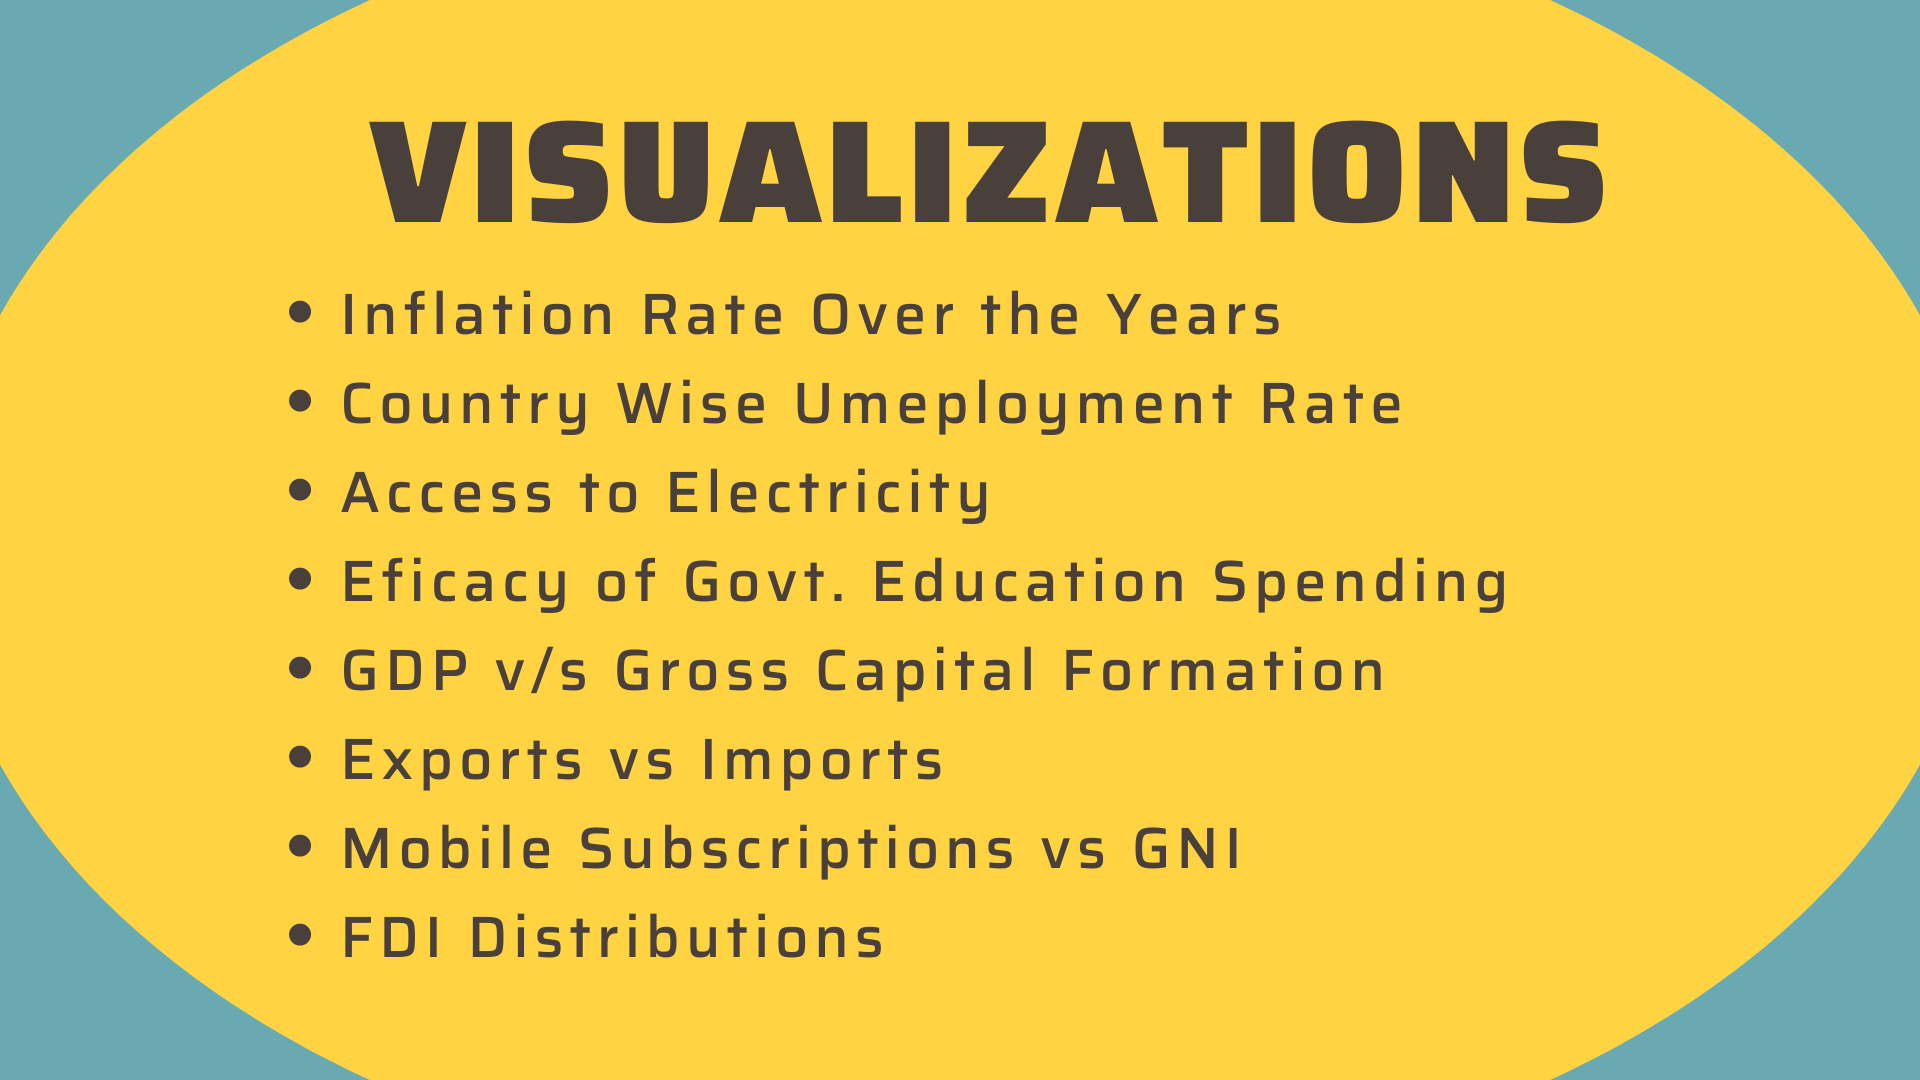 VISUALIZATIONS
• Inflation Rate Over the Years
• Country Wise Umeployment Rate
• Access to Electricity
• Eficacy of Govt. Education Spending
• GDP v/s Gross Capital Formation
• Exports vs Imports
• Mobile Subscriptions vs GNI
• FDI Distributions